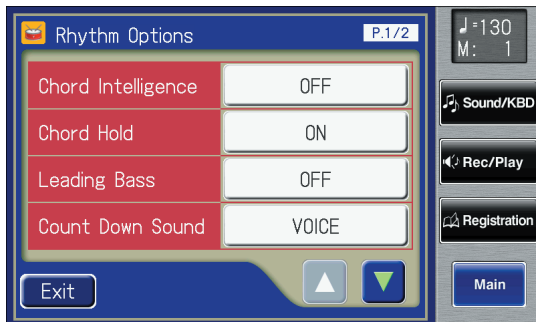 Rhythm Options
P.1/2
♩=130
M: 1
Chord Intelligence OFF
Chord Hold ON
Leading Bass OFF
Count Down Sound VOICE
Exit
Sound/KBD
Rec/Play
Registration
Main